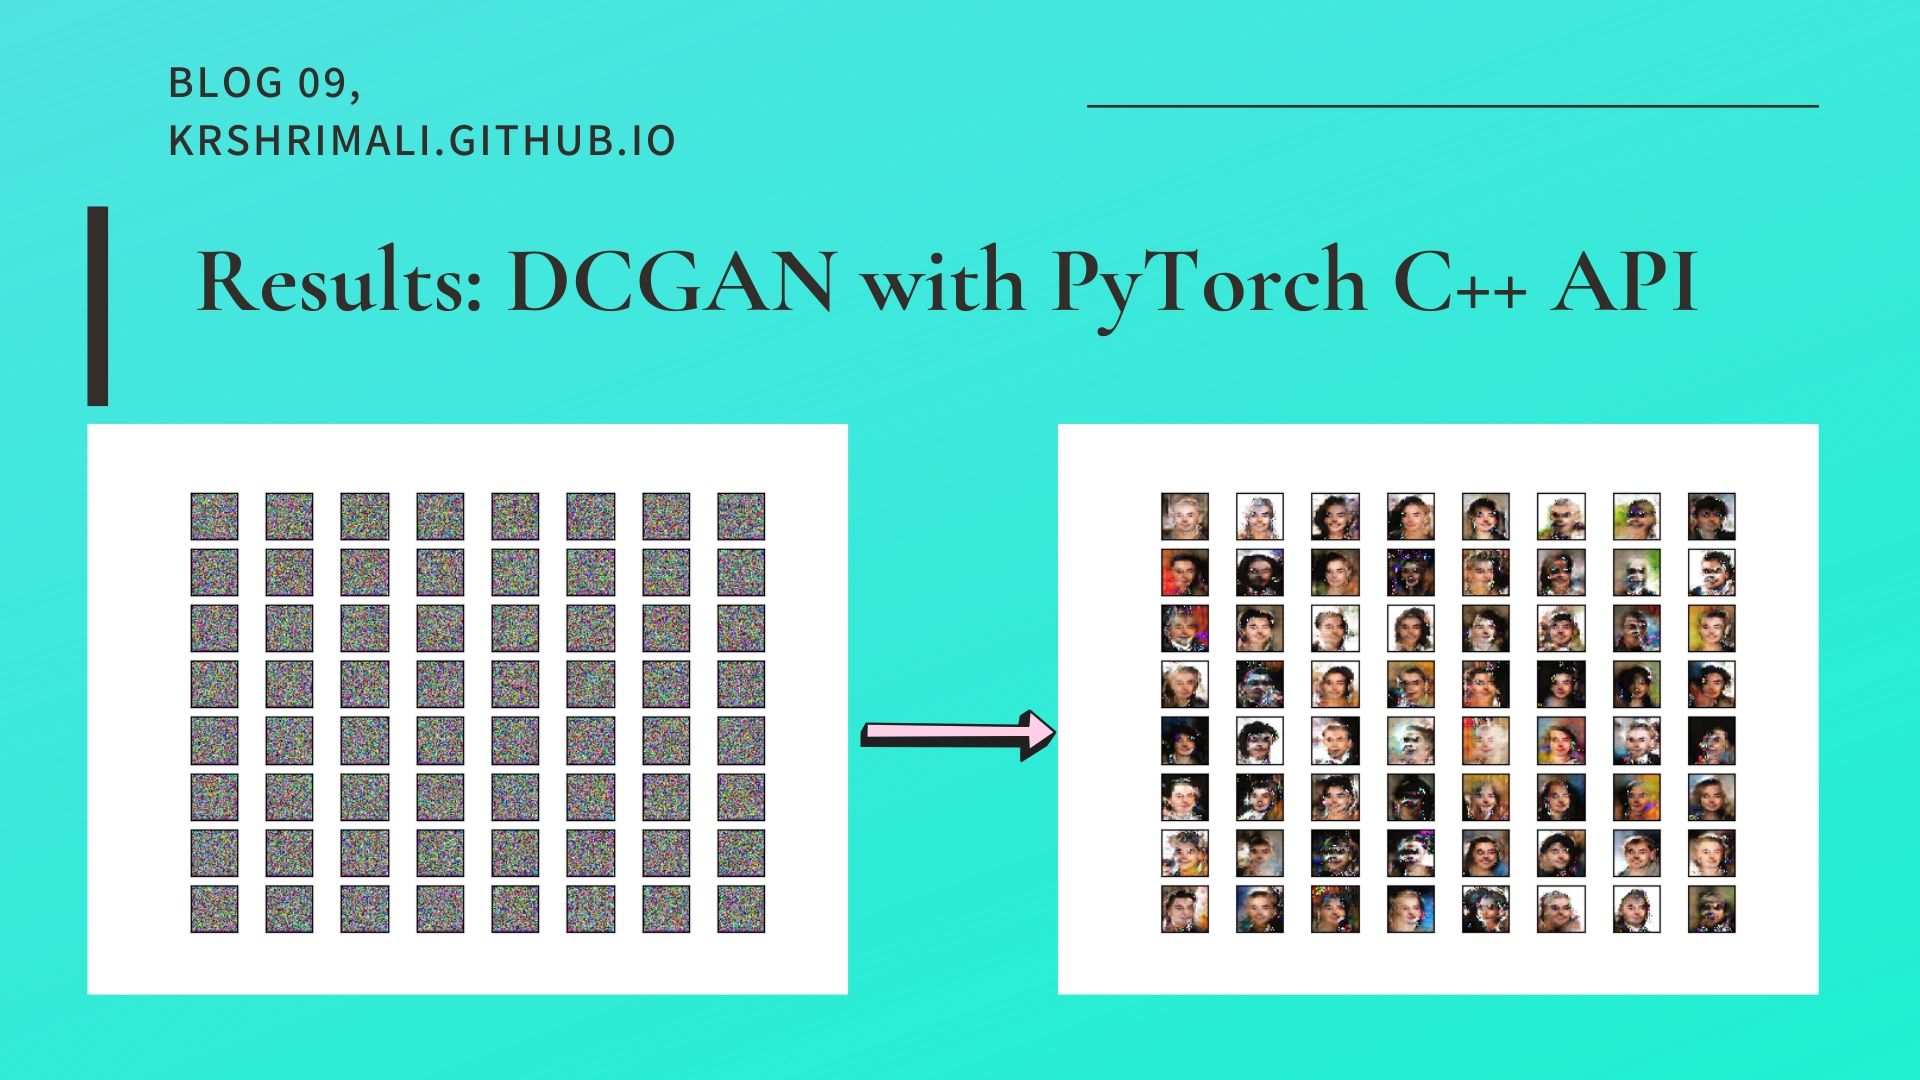 BLOG 09,
KRSHRIMALI.GITHUB.IO
Results: DCGAN with PyTorch C++ API